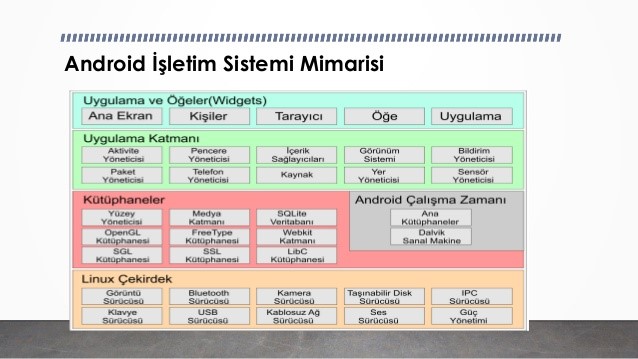 Android İşletim Sistemi Mimarisi
Uygulama ve Öğeler(Widgets)
Ana Ekran
Kişiler
Tarayıcı
Öğe
Uygulama
Uygulama Katmanı
Aktivite
Yöneticisi
Pencere
Yöneticisi
İçerik
Sağlayıcıları
Görünüm
Sistemi
Bildirim
Yöneticisi
Paket
Yöneticisi
Telefon
Yöneticisi
Kaynak
Yer
Yöneticisi
Sensör
Yöneticisi
Kütüphaneler
Yüzey
Yöneticisi
Medya
Katmanı
SQLite
Veritabanı
OpenGL
Kütüphanesi
FreeType
Kütüphanesi
Webkit
Katmanı
SGL
Kütüphanesi
SSL
Kütüphanesi
LibC
Kütüphanesi
Android Çalışma Zamanı
Ana
Kütüphaneler
Dalvik
Sanal Makine
Linux Çekirdek
Görüntü
Sürücüsü
Bluetooth
Sürücüsü
Kamera
Sürücüsü
Taşınabilir Disk
Sürücüsü
IPC
Sürücüsü
Klavye
Sürücüsü
USB
Sürücüsü
Kablosuz Ağ
Sürücüsü
Ses
Sürücüsü
Güç
Yönetimi